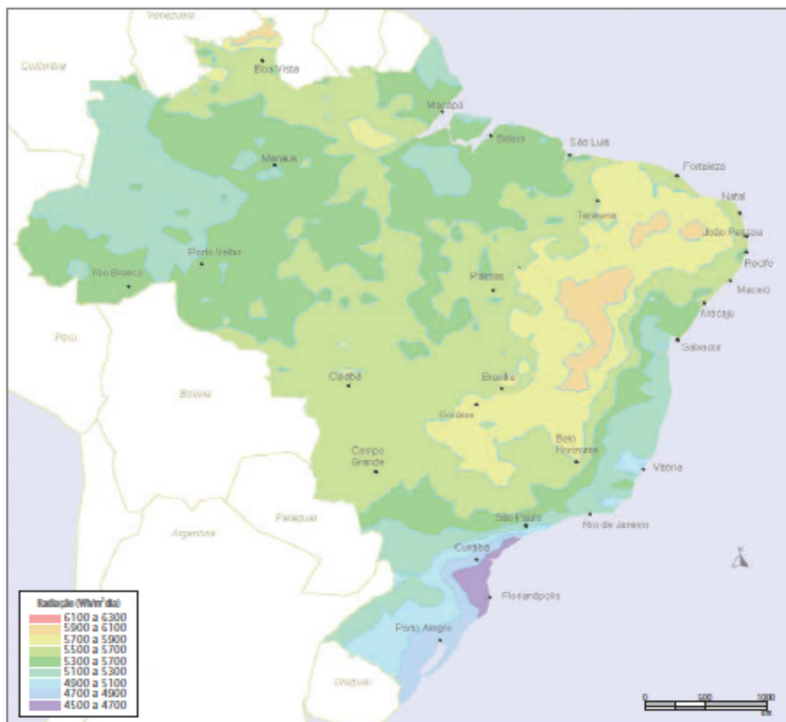 Venezuela
Colômbia
Boa Vista
Macapá
Belém
São Luis
Manaus
Fortaleza
Teresina
Natal
João Pessoa
Porto Velho
Recife
Rio Branco
Palmas
Maceió
Aracaju
Peru
Salvador
Cuiabá
Brasília
Bolívia
Goiânia
Belo
Horizonte
Campo
Grande
Vitória
Paraguai
São Paulo
Rio de Janeiro
Argentina
Curitiba
N
Florianópolis
Porto Alegre
Uruguai
Radiação (Wh/m²dia)
6100 a 6300
5900 a 6100
5700 a 5900
5500 a 5700
5300 a 5700
5100 a 5300
4900 a 5100
4700 a 4900
4500 a 4700
0 500 1000
km